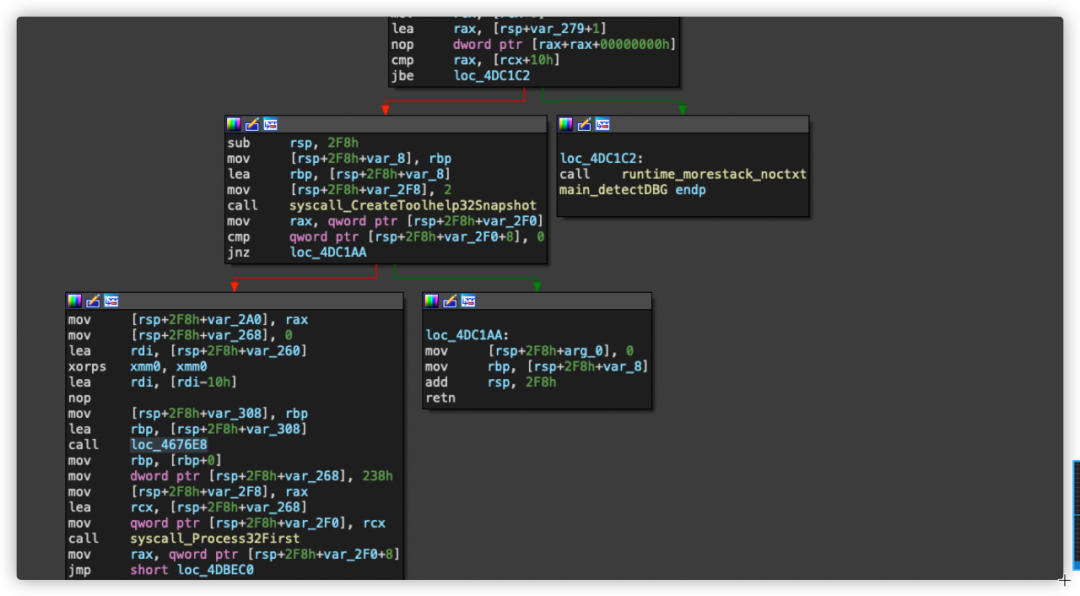 lea rax, [rsp+var_279+1]
nop dword ptr [rax+rax+00000000h]
cmp rax, [rcx+10h]
jbe loc_4DC1C2
sub rsp, 2F8h
mov [rsp+2F8h+var_8], rbp
lea rbp, [rsp+2F8h+var_8]
mov [rsp+2F8h+var_2F8], 2
call syscall_CreateToolhelp32Snapshot
mov rax, qword ptr [rsp+2F8h+var_2F0]
cmp qword ptr [rsp+2F8h+var_2F0+8], 0
jnz loc_4DC1AA
loc_4DC1C2:
call runtime_morestack_noctxt
main_detectDBG endp
mov [rsp+2F8h+var_2A0], rax
mov [rsp+2F8h+var_268], 0
lea rdi, [rsp+2F8h+var_260]
xorps xmm0, xmm0
lea rdi, [rdi-10h]
nop
mov [rsp+2F8h+var_308], rbp
lea rbp, [rsp+2F8h+var_308]
call loc_4676E8
mov rbp, [rbp+0]
mov dword ptr [rsp+2F8h+var_268], 238h
mov [rsp+2F8h+var_2F8], rax
lea rcx, [rsp+2F8h+var_268]
mov qword ptr [rsp+2F8h+var_2F0], rcx
call syscall_Process32First
mov rax, qword ptr [rsp+2F8h+var_2F0+8]
jmp short loc_4DBEC0
loc_4DC1AA:
mov [rsp+2F8h+arg_0], 0
mov rbp, [rsp+2F8h+var_8]
add rsp, 2F8h
retn